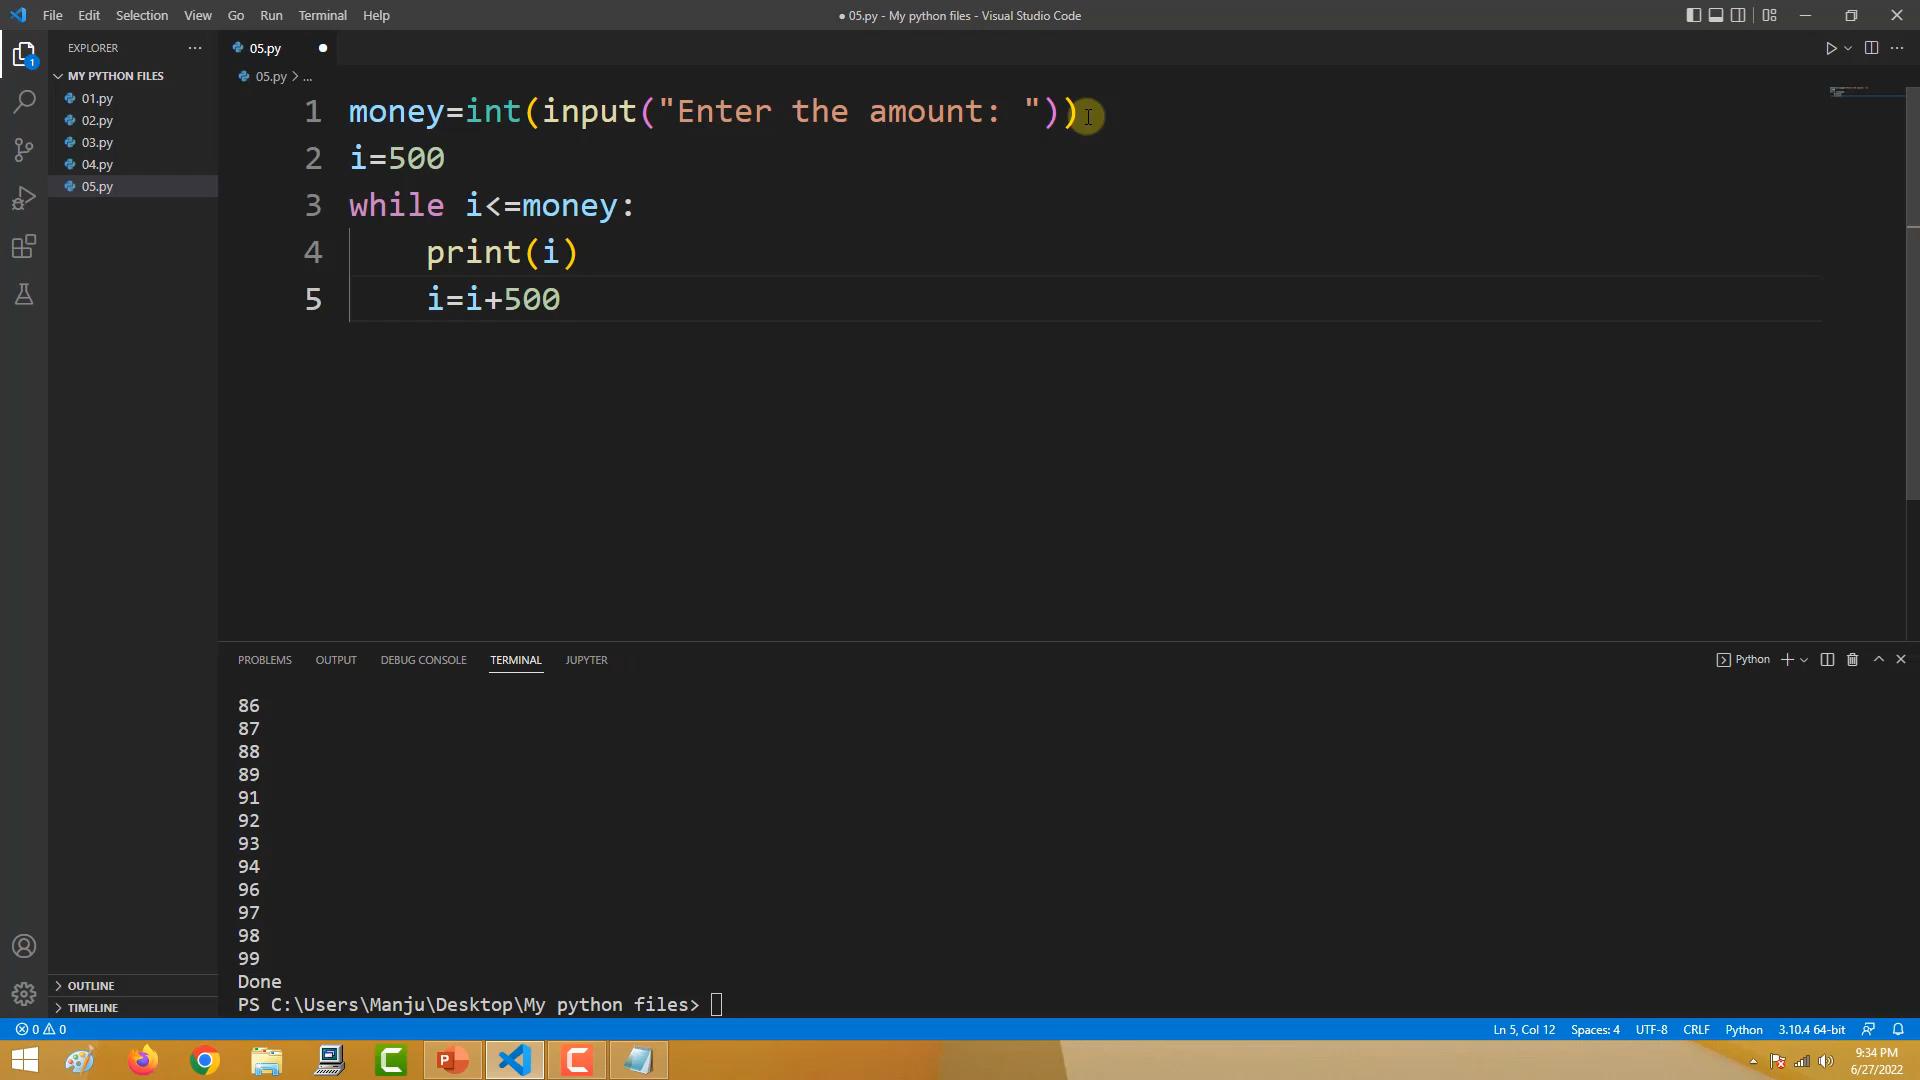 File Edit Selection View Go Run Terminal Help
● 05.py - My python files - Visual Studio Code
EXPLORER
MY PYTHON FILES
01.py
02.py
03.py
04.py
05.py
OUTLINE
TIMELINE
1
05.py
05.py > ...
1 money=int(input("Enter the amount: "))
2 i=500
3 while i<=money:
4 print(i)
5 i=i+500
PROBLEMS OUTPUT DEBUG CONSOLE TERMINAL JUPYTER
Python
86
87
88
89
91
92
93
94
96
97
98
99
Done
PS C:\Users\Manju\Desktop\My python files>
0 0
Ln 5, Col 12 Spaces: 4 UTF-8 CRLF Python 3.10.4 64-bit
9:34 PM
6/27/2022